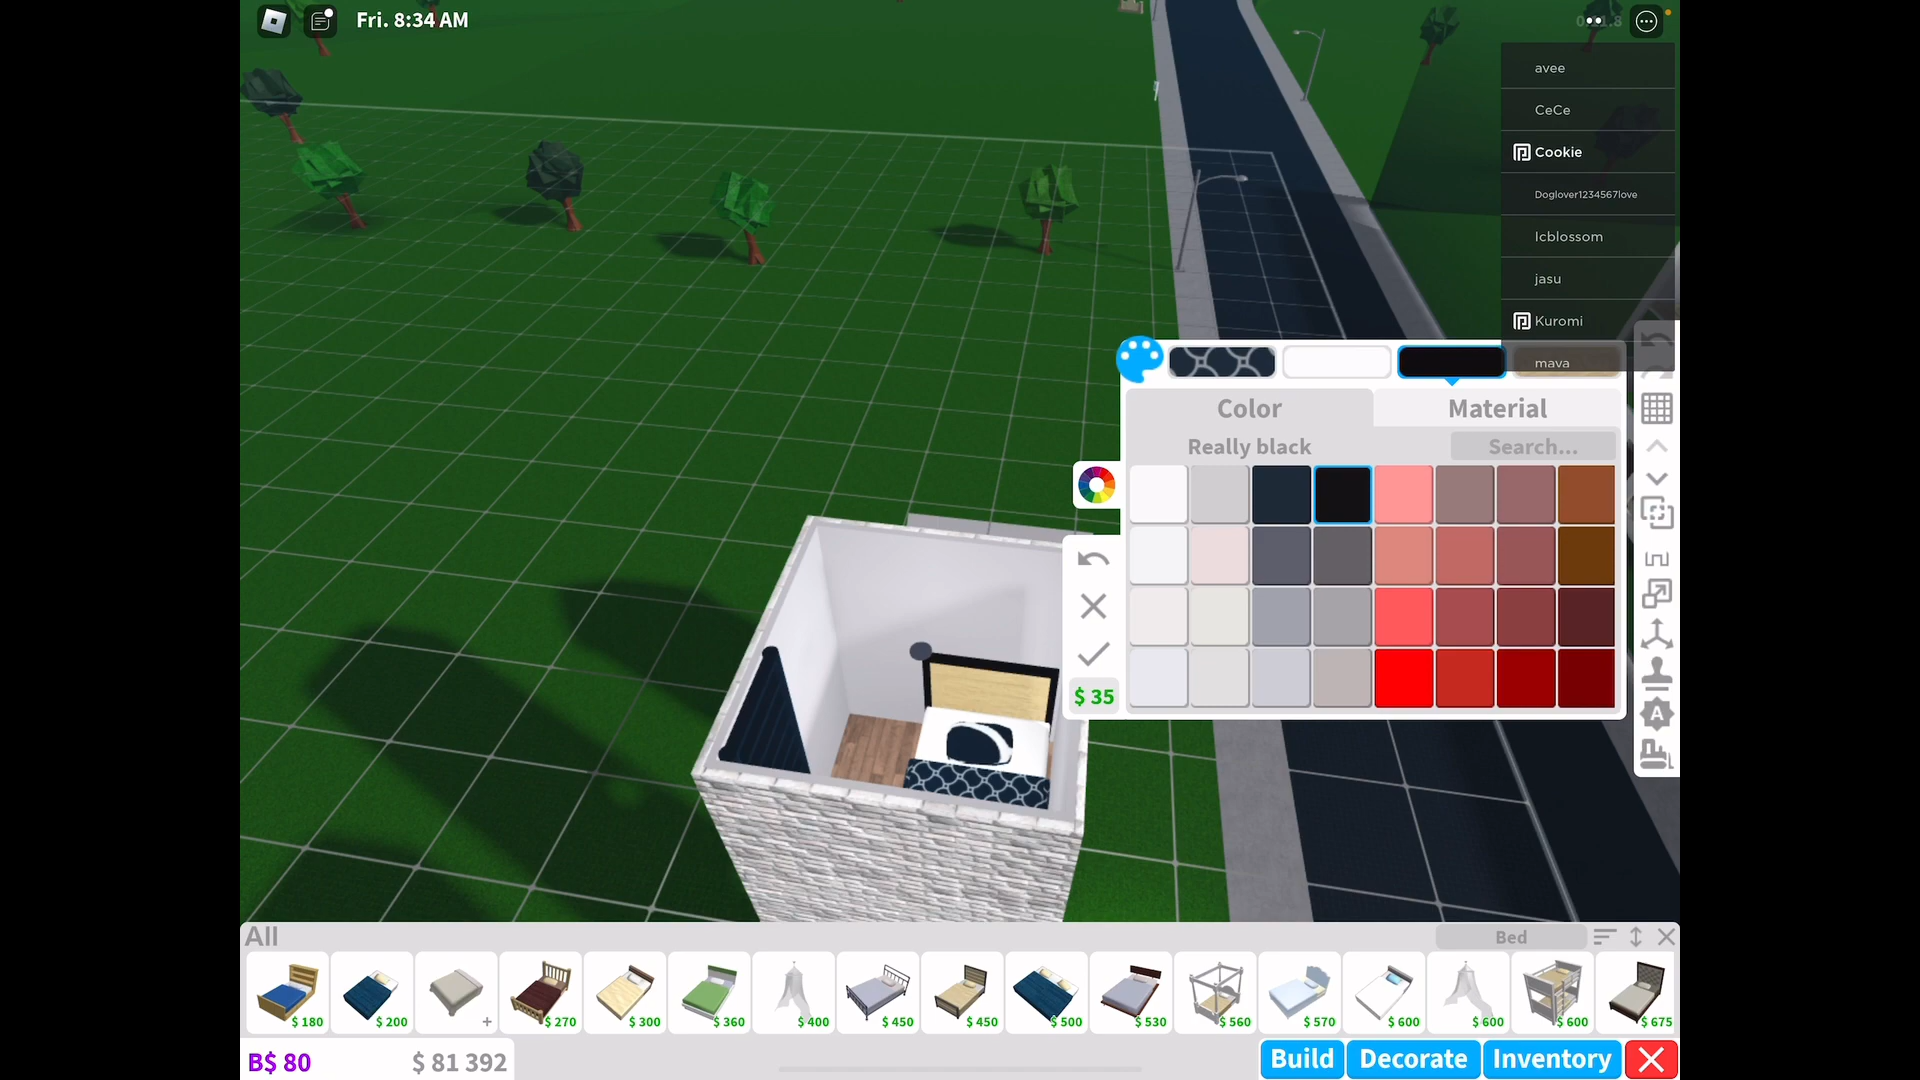 Fri. 8:34 AM
avee
CeCe
Cookie
Doglover1234567love
Icblossom
jasu
Kuromi
mava
Color
Material
Really black
Search...
$ 35
A
All
Bed
$ 180
$ 200
+
$ 270
$ 300
$ 360
$ 400
$ 450
$ 450
$ 500
$ 530
$ 560
$ 570
$ 600
$ 600
$ 600
$ 675
B$ 80
$ 81 392
Build
Decorate
Inventory